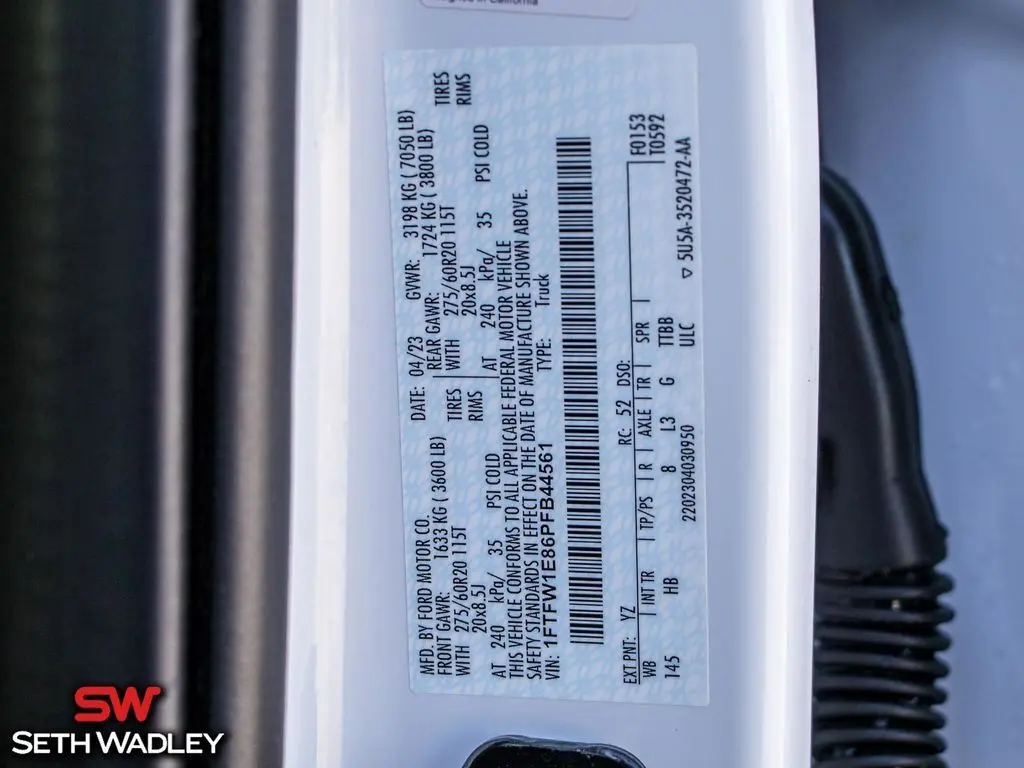 MFD. BY FORD MOTOR CO. DATE: 04/23 GVWR: 3198 KG ( 7050 LB)
FRONT GAWR: 1633 KG ( 3600 LB) REAR GAWR: 1724 KG ( 3800 LB)
WITH 275/60R20 115T TIRES WITH 275/60R20 115T TIRES
20x8.5J RIMS 20x8.5J RIMS
AT 240 kPa/ 35 PSI COLD AT 240 kPa/ 35 PSI COLD
THIS VEHICLE CONFORMS TO ALL APPLICABLE FEDERAL MOTOR VEHICLE
SAFETY STANDARDS IN EFFECT ON THE DATE OF MANUFACTURE SHOWN ABOVE.
VIN: 1FTFW1E86PFB44561 TYPE: Truck
EXT PNT: YZ RC: 52 DSO: F0153
WB INT TR TP/PS R AXLE TR SPR T0592
145 HB 8 L3 G TTBB
2202304030950 ULC
5U5A-3520472-AA
SW
SETH WADLEY